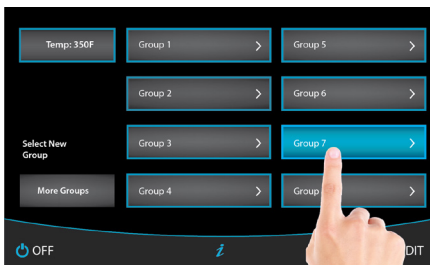 Temp: 350F
Group 1
Group 5
Group 2
Group 6
Select New
Group
Group 3
Group 7
More Groups
Group 4
Group
OFF
i